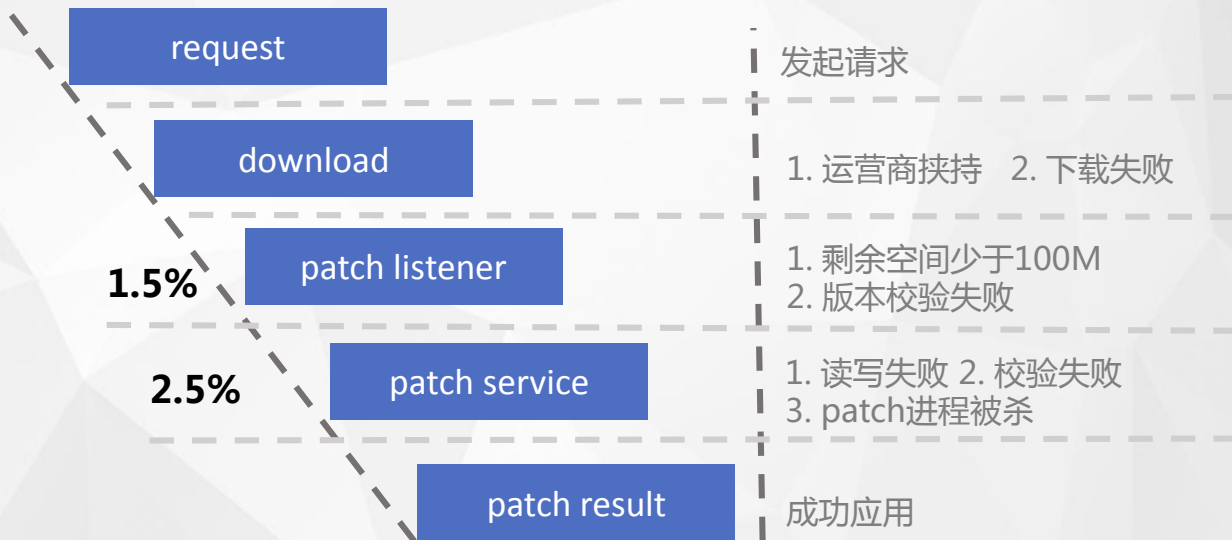 request
发起请求
download
1. 运营商挟持 2. 下载失败
1.5%
patch listener
1. 剩余空间少于100M
2. 版本校验失败
2.5%
patch service
1. 读写失败 2. 校验失败
3. patch进程被杀
patch result
成功应用